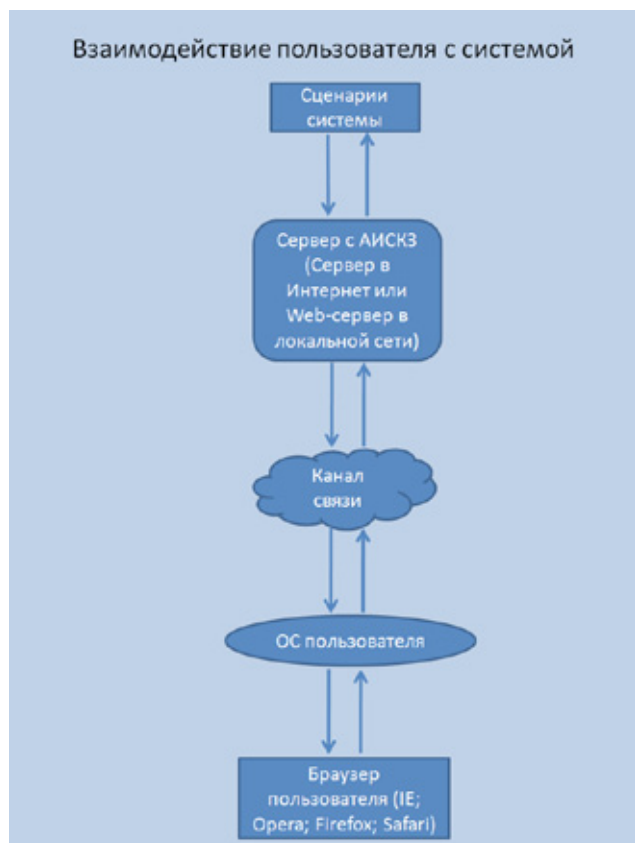 Взаимодействие пользователя с системой
Сценарии
системы
Сервер с АИСКЗ
(Сервер в
Интернет или
Web-сервер в
локальной сети)
Канал
связи
ОС пользователя
Браузер
пользователя (IE;
Opera; Firefox; Safari)